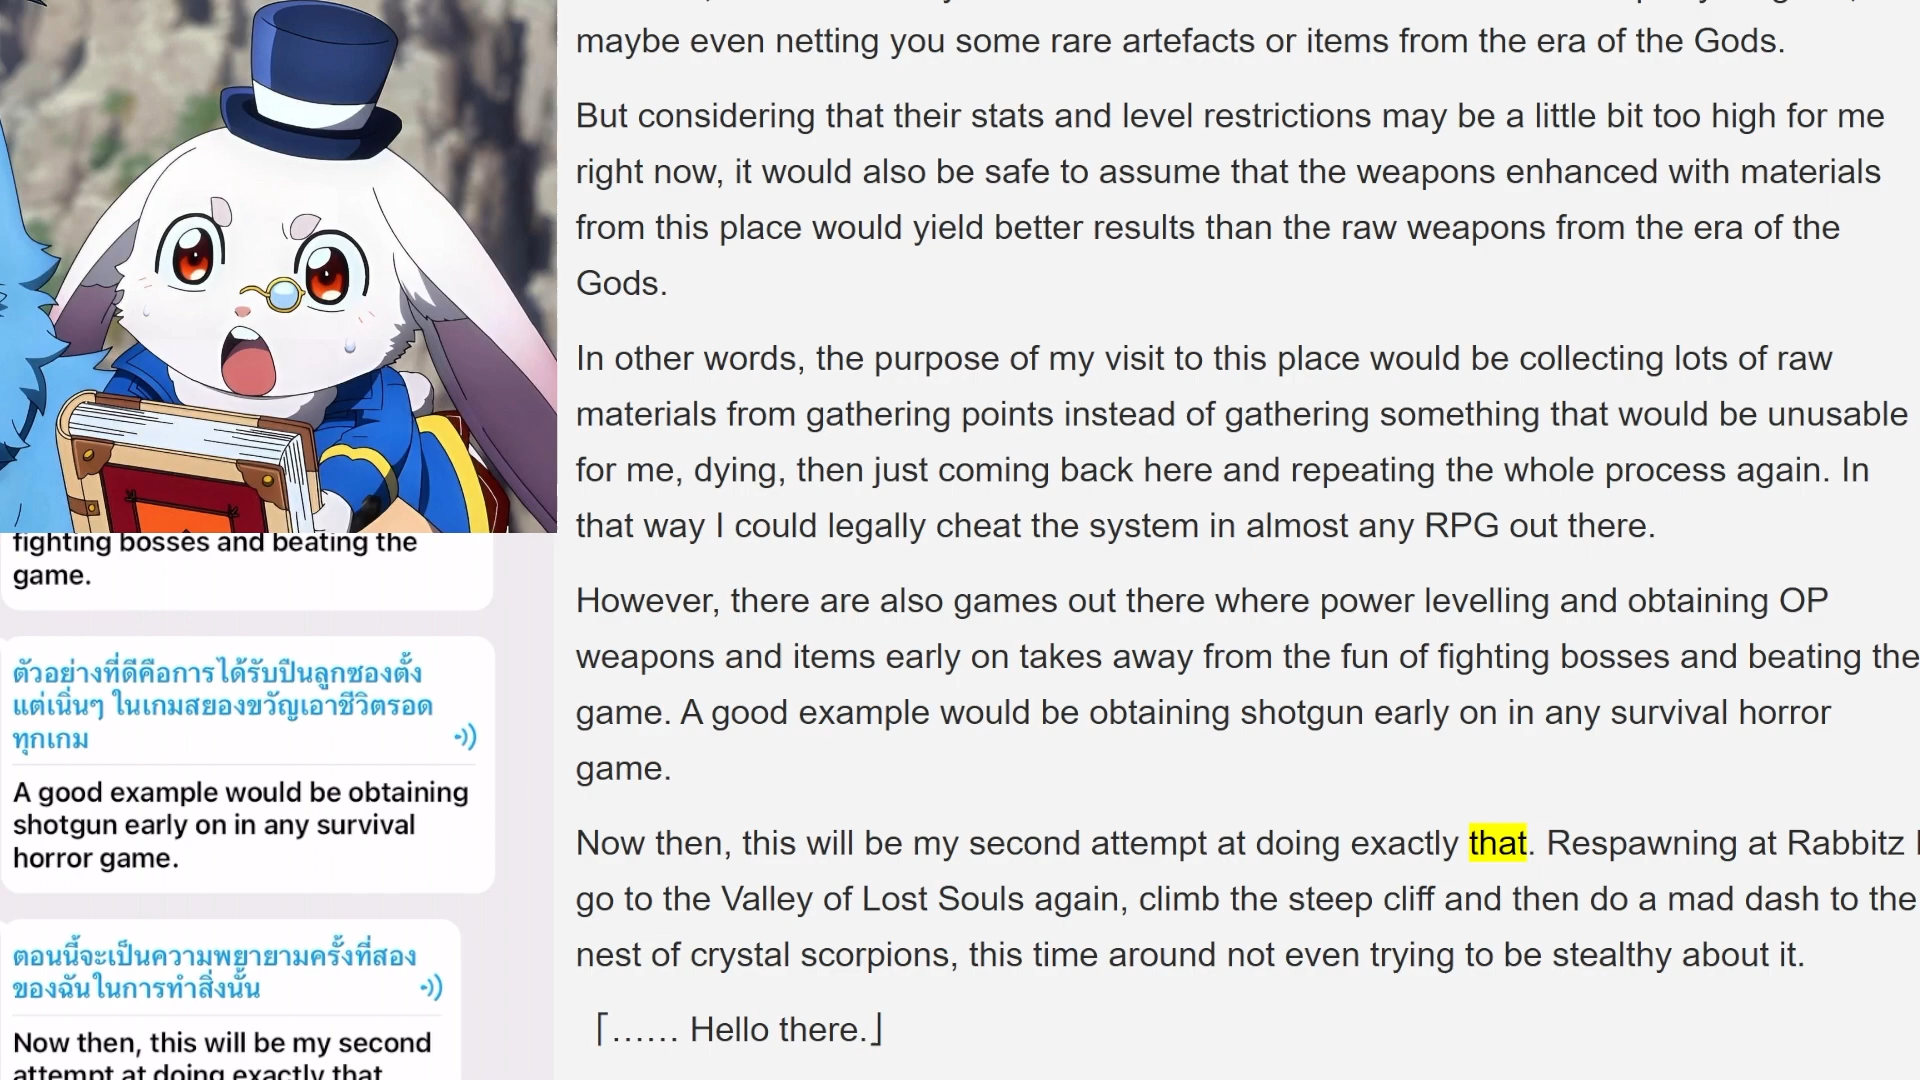 maybe even netting you some rare artefacts or items from the era of the Gods.
But considering that their stats and level restrictions may be a little bit too high for me
right now, it would also be safe to assume that the weapons enhanced with materials
from this place would yield better results than the raw weapons from the era of the
Gods.
In other words, the purpose of my visit to this place would be collecting lots of raw
materials from gathering points instead of gathering something that would be unusable
for me, dying, then just coming back here and repeating the whole process again. In
that way I could legally cheat the system in almost any RPG out there.
However, there are also games out there where power levelling and obtaining OP
weapons and items early on takes away from the fun of fighting bosses and beating the
game. A good example would be obtaining shotgun early on in any survival horror
game.
Now then, this will be my second attempt at doing exactly that. Respawning at Rabbitz
go to the Valley of Lost Souls again, climb the steep cliff and then do a mad dash to the
nest of crystal scorpions, this time around not even trying to be stealthy about it.
「…… Hello there.」
fighting bosses and beating the
game.
ตัวอย่างที่ดีคือการได้รับปืนลูกซองตั้ง
แต่เนิ่นๆ ในเกมสยองขวัญเอาชีวิตรอด
ทุกเกม
A good example would be obtaining
shotgun early on in any survival
horror game.
ตอนนี้จะเป็นความพยายามครั้งที่สอง
ของฉันในการทำสิ่งนั้น
Now then, this will be my second
attempt at doing exactly that